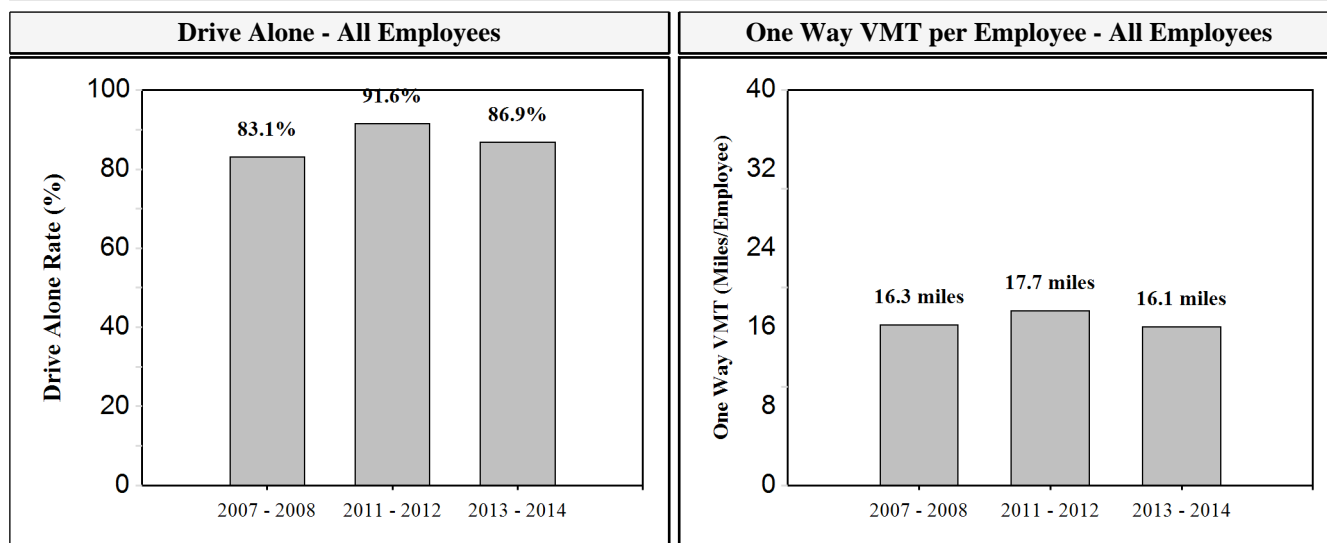 Drive Alone - All Employees
100
80
60
40
20
0
Drive Alone Rate (%)
83.1%
91.6%
86.9%
2007 - 2008
2011 - 2012
2013 - 2014
One Way VMT per Employee - All Employees
40
32
24
16
8
0
One Way VMT (Miles/Employee)
16.3 miles
17.7 miles
16.1 miles
2007 - 2008
2011 - 2012
2013 - 2014